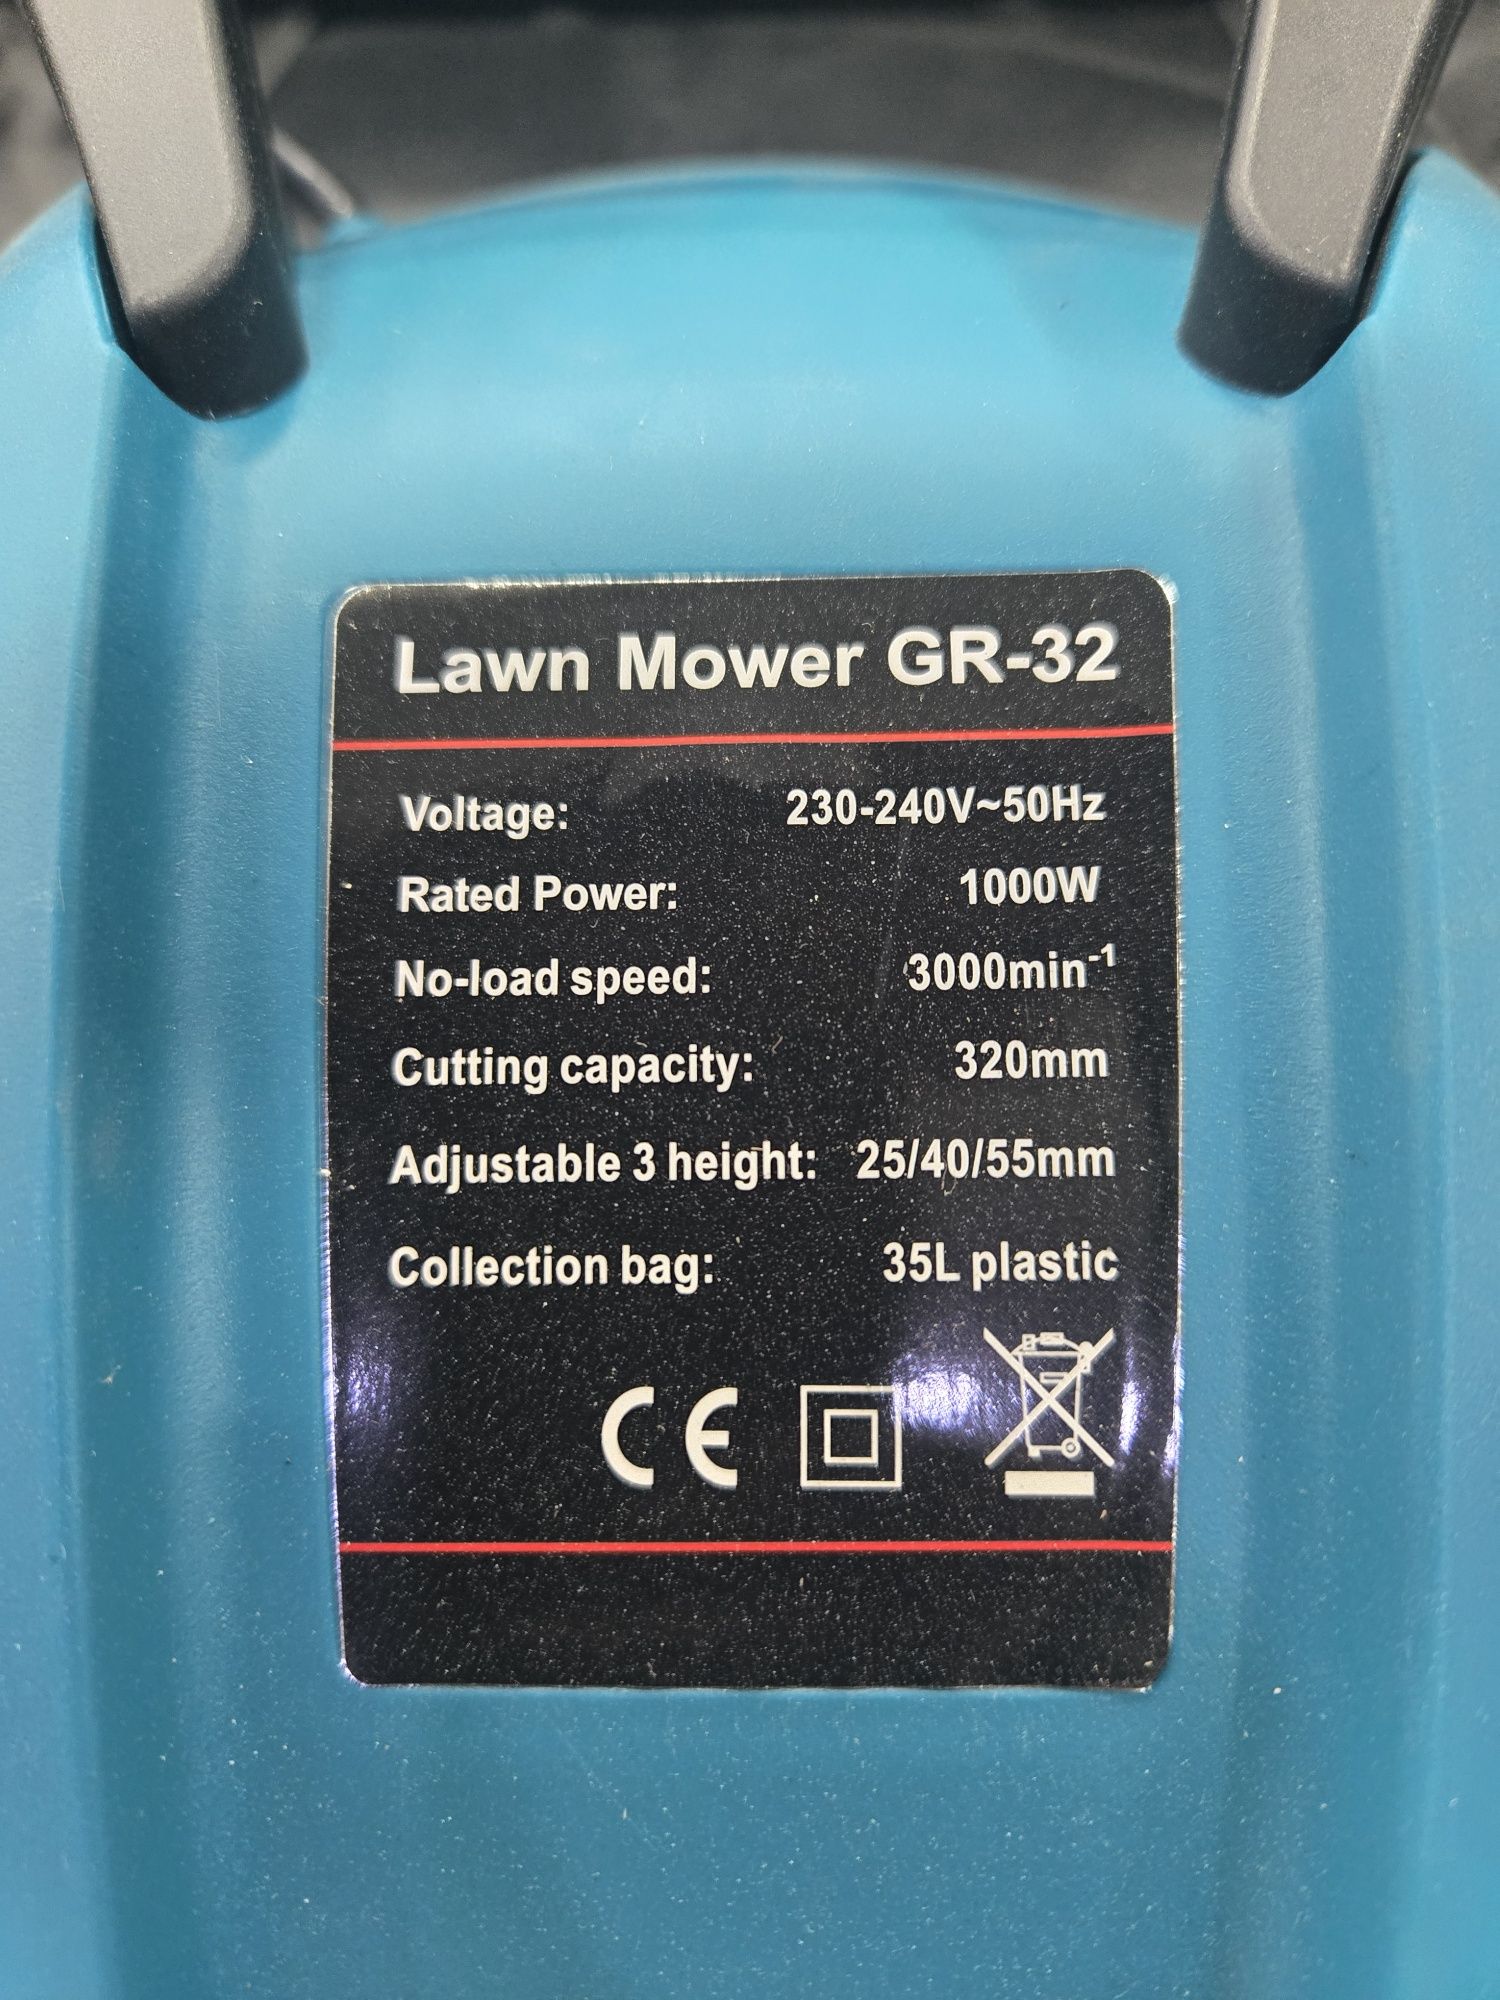 Lawn Mower GR-32
Voltage: 230-240V~50Hz
Rated Power: 1000W
No-load speed: 3000min⁻¹
Cutting capacity: 320mm
Adjustable 3 height: 25/40/55mm
Collection bag: 35L plastic
CE